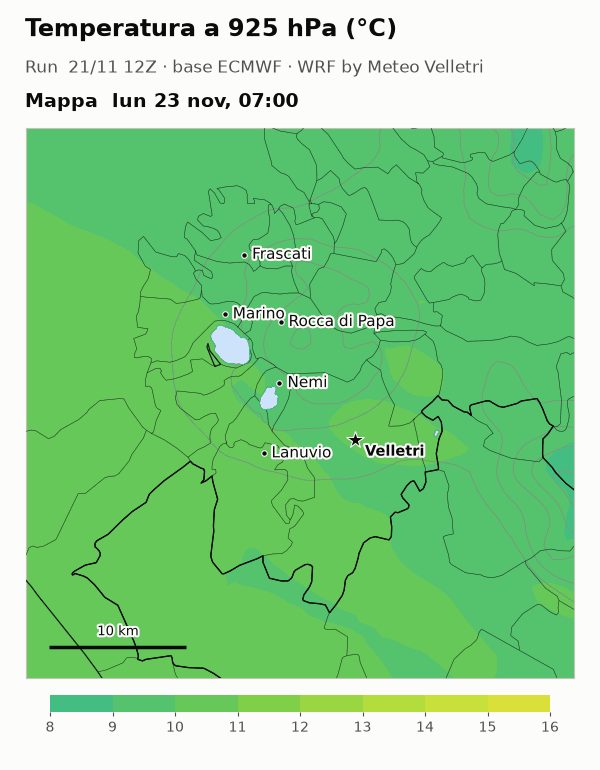 Temperatura a 925 hPa (°C)
Run  21/11 12Z · base ECMWF · WRF by Meteo Velletri
Mappa  lun 23 nov, 07:00
Frascati
Marino
Rocca di Papa
Nemi
Velletri
Lanuvio
10 km
8 9 10 11 12 13 14 15 16